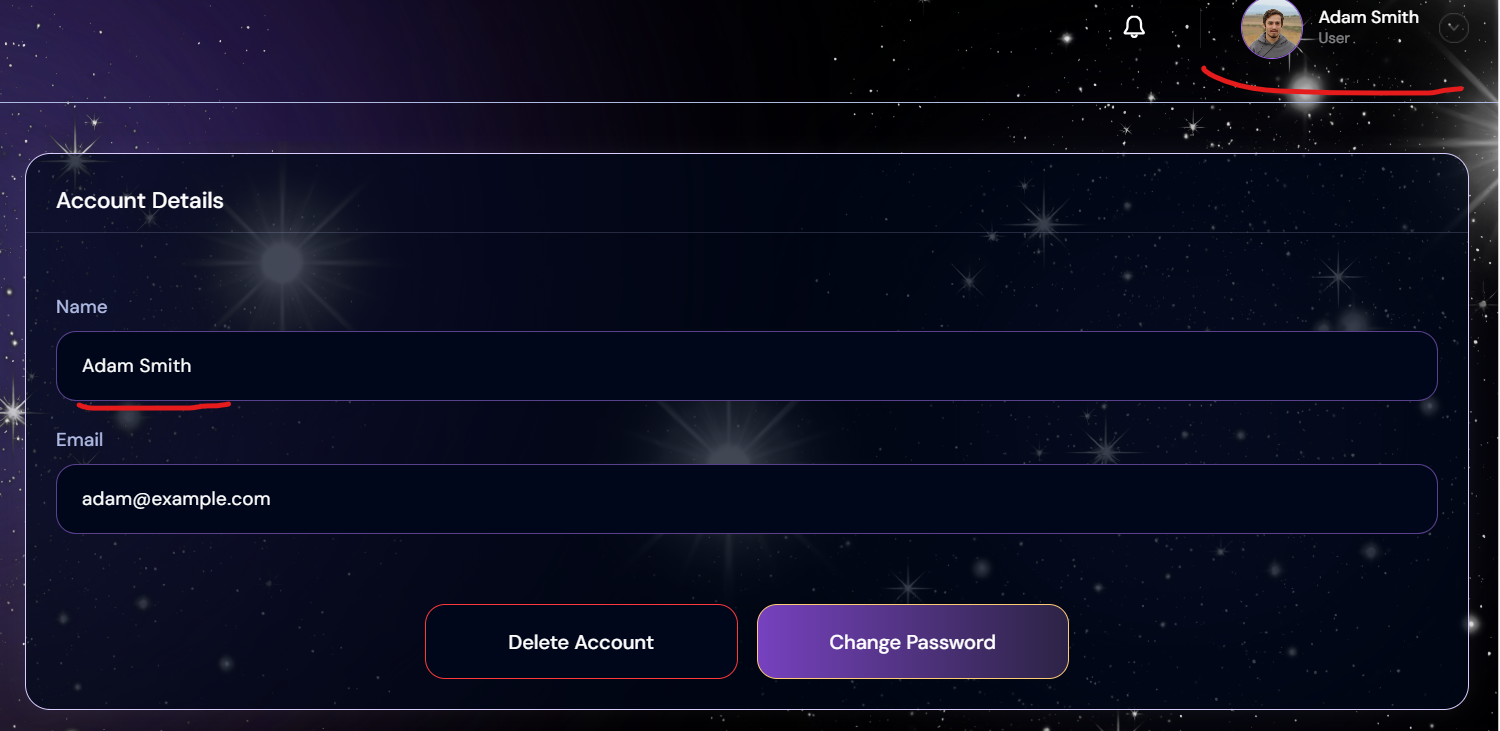 Adam Smith
User
Account Details
Name
Adam Smith
Email
adam@example.com
Delete Account
Change Password